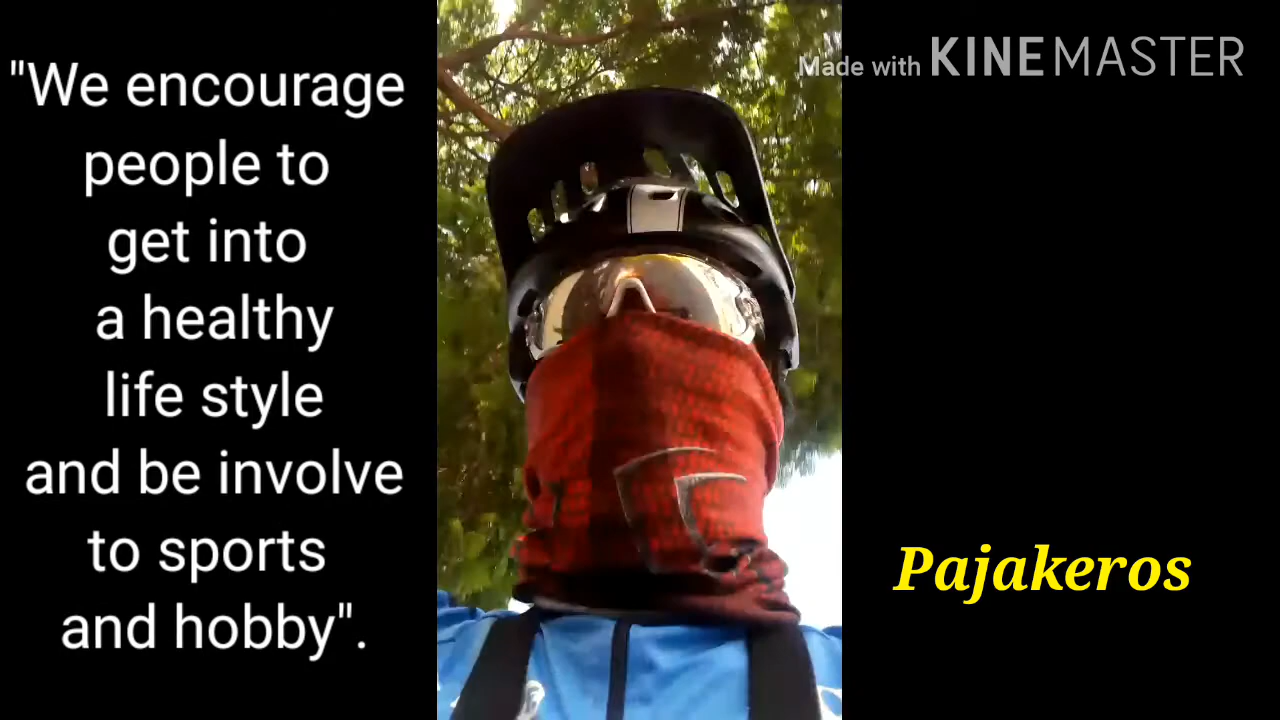 "We encourage
people to
get into
a healthy
life style
and be involve
to sports
and hobby".
Made with KINEMASTER
Pajakeros